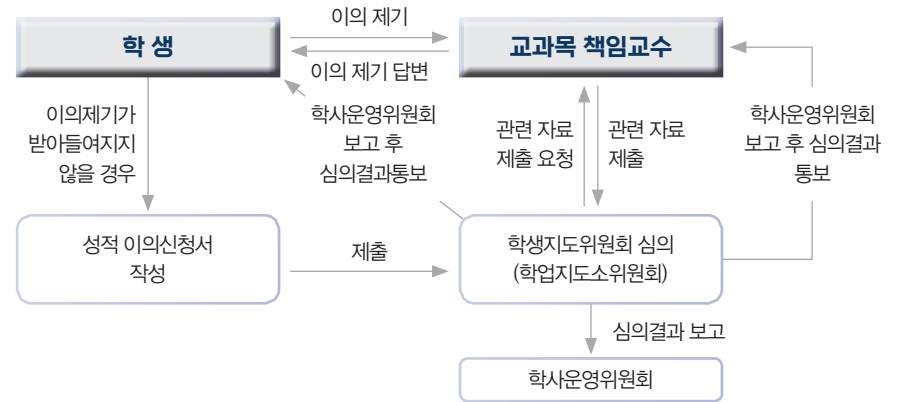 이의 제기
학 생
교과목 책임교수
이의 제기 답변
이의제기가
받아들여지지
않을 경우
학사운영위원회
보고 후
심의결과통보
관련 자료
제출 요청
관련 자료
제출
학사운영위원회
보고 후 심의결과
통보
성적 이의신청서
작성
제출
학생지도위원회 심의
(학업지도소위원회)
심의결과 보고
학사운영위원회